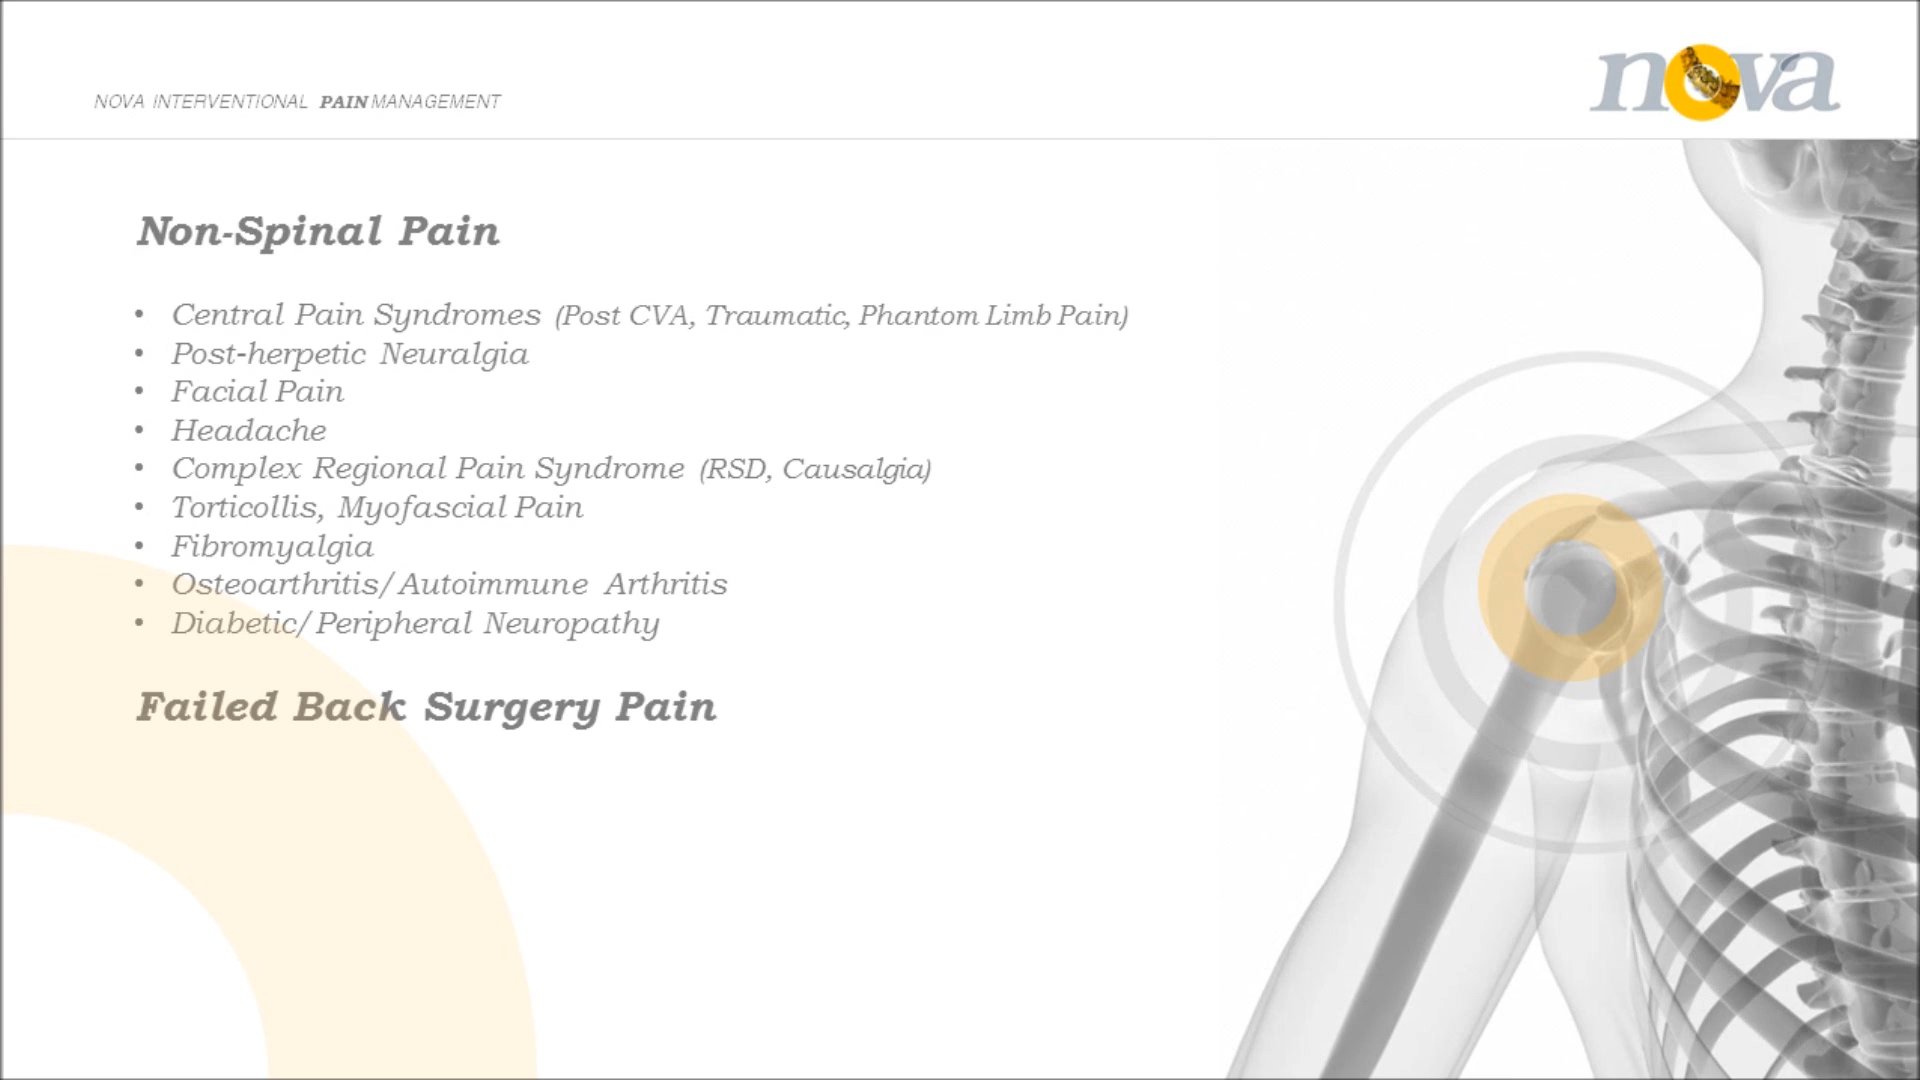 NOVA INTERVENTIONAL PAIN MANAGEMENT
nova
Non-Spinal Pain
• Central Pain Syndromes (Post CVA, Traumatic, Phantom Limb Pain)
• Post-herpetic Neuralgia
• Facial Pain
• Headache
• Complex Regional Pain Syndrome (RSD, Causalgia)
• Torticollis, Myofascial Pain
• Fibromyalgia
• Osteoarthritis/Autoimmune Arthritis
• Diabetic/Peripheral Neuropathy
Failed Back Surgery Pain